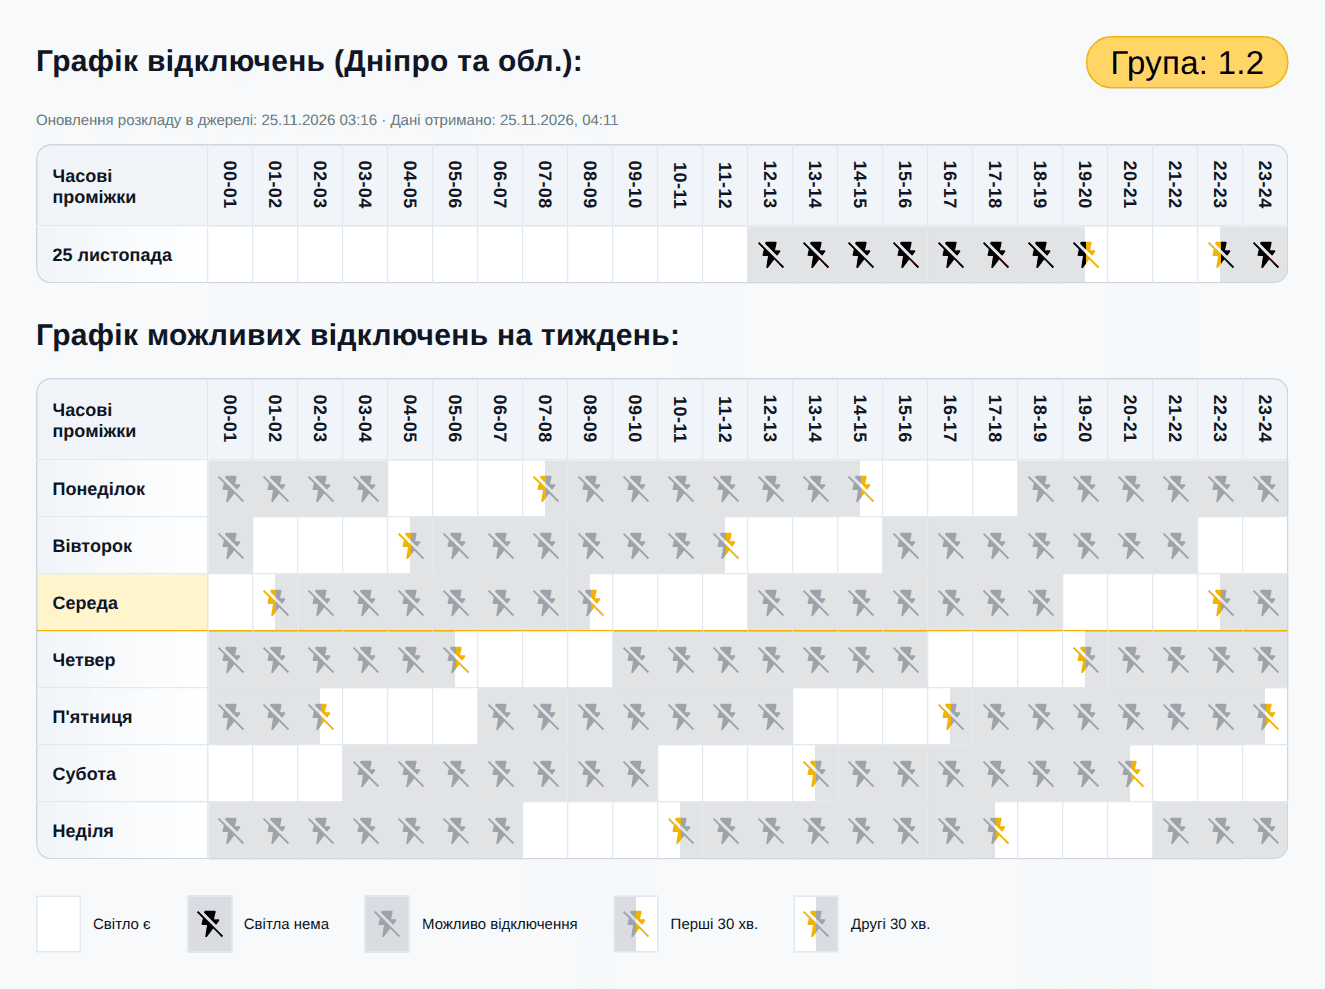 Графік відключень (Дніпро та обл.):
Група: 1.2
Оновлення розкладу в джерелі: 25.11.2026 03:16 · Дані отримано: 25.11.2026, 04:11
Часові проміжки 00-01 01-02 02-03 03-04 04-05 05-06 06-07 07-08 08-09 09-10 10-11 11-12 12-13 13-14 14-15 15-16 16-17 17-18 18-19 19-20 20-21 21-22 22-23 23-24
25 листопада
Графік можливих відключень на тиждень:
Часові проміжки 00-01 01-02 02-03 03-04 04-05 05-06 06-07 07-08 08-09 09-10 10-11 11-12 12-13 13-14 14-15 15-16 16-17 17-18 18-19 19-20 20-21 21-22 22-23 23-24
Понеділок
Вівторок
Середа
Четвер
П'ятниця
Субота
Неділя
Світло є Світла нема Можливо відключення Перші 30 хв. Другі 30 хв.